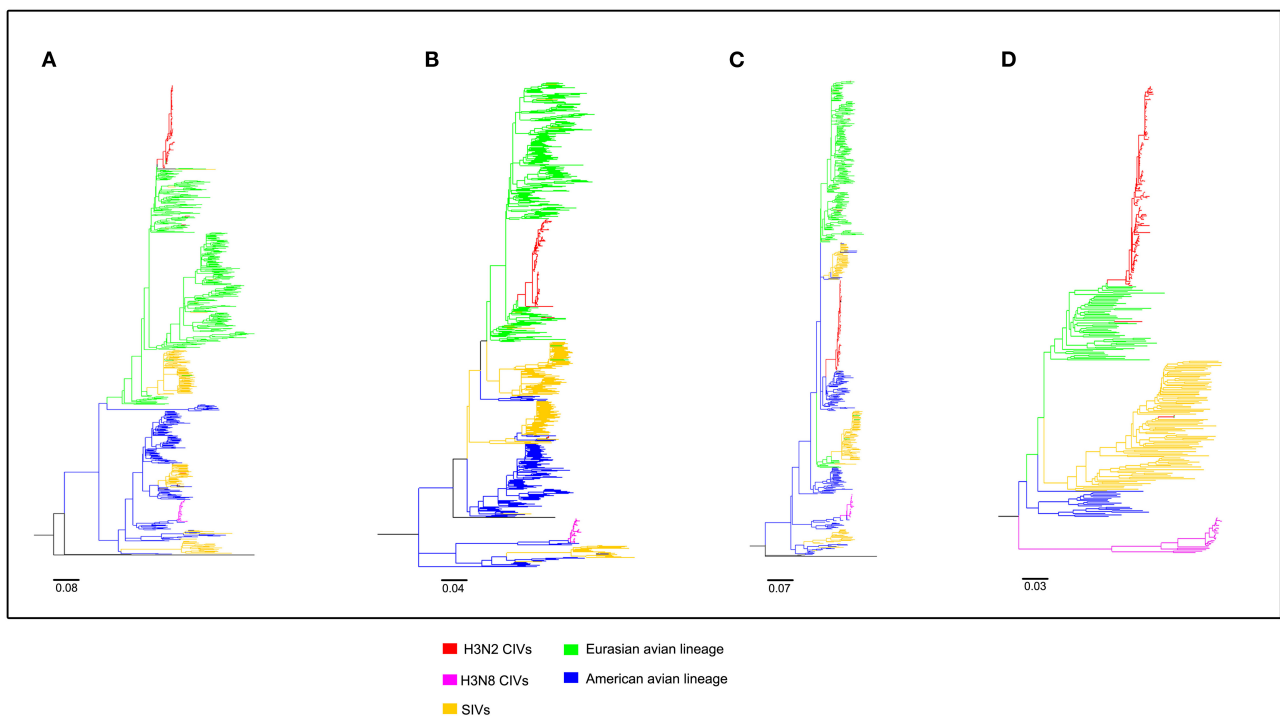 A B C D
0.08 0.04 0.07 0.03
H3N2 CIVs Eurasian avian lineage
H3N8 CIVs American avian lineage
SIVs